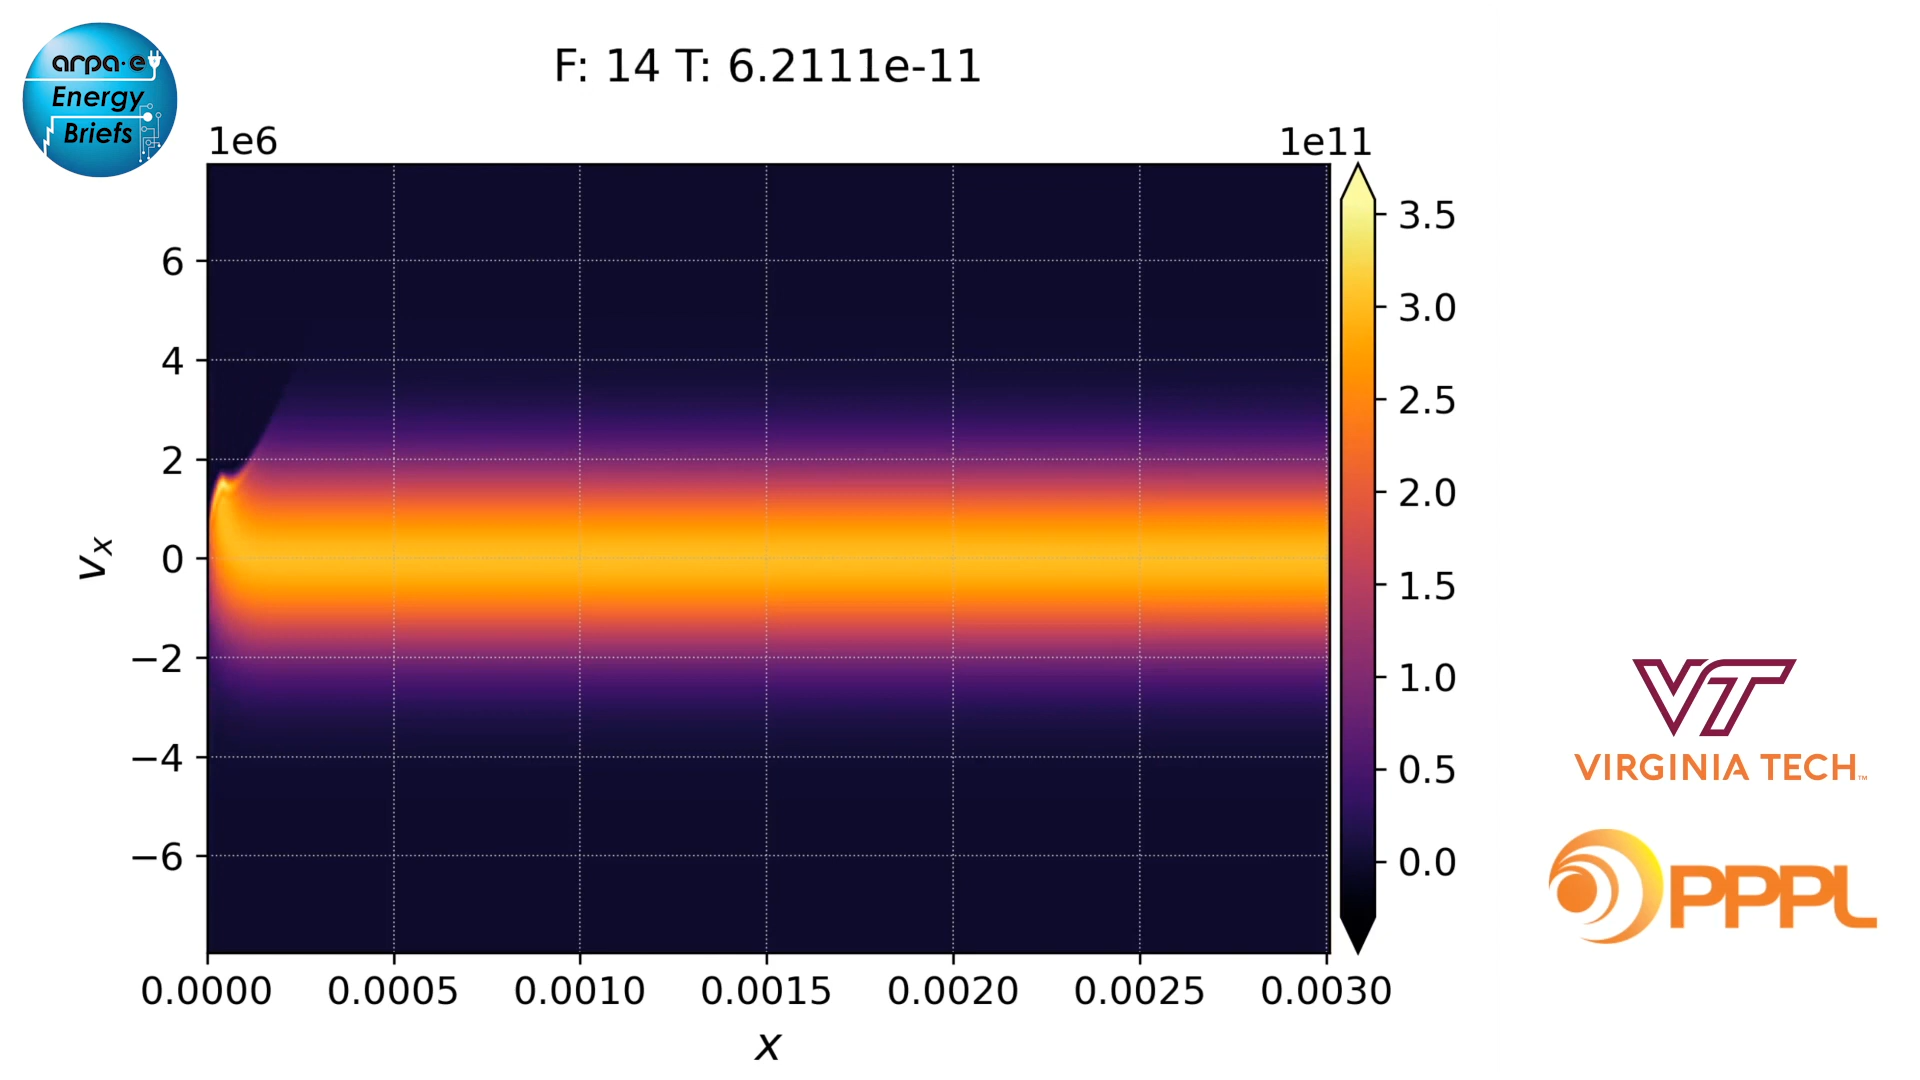 arpa·e
Energy
Briefs
F: 14 T: 6.2111e-11
1e6
1e11
6
4
2
0
−2
−4
−6
v_x
0.0000 0.0005 0.0010 0.0015 0.0020 0.0025 0.0030
x
3.5
3.0
2.5
2.0
1.5
1.0
0.5
0.0
VT
VIRGINIA TECH™
PPPL